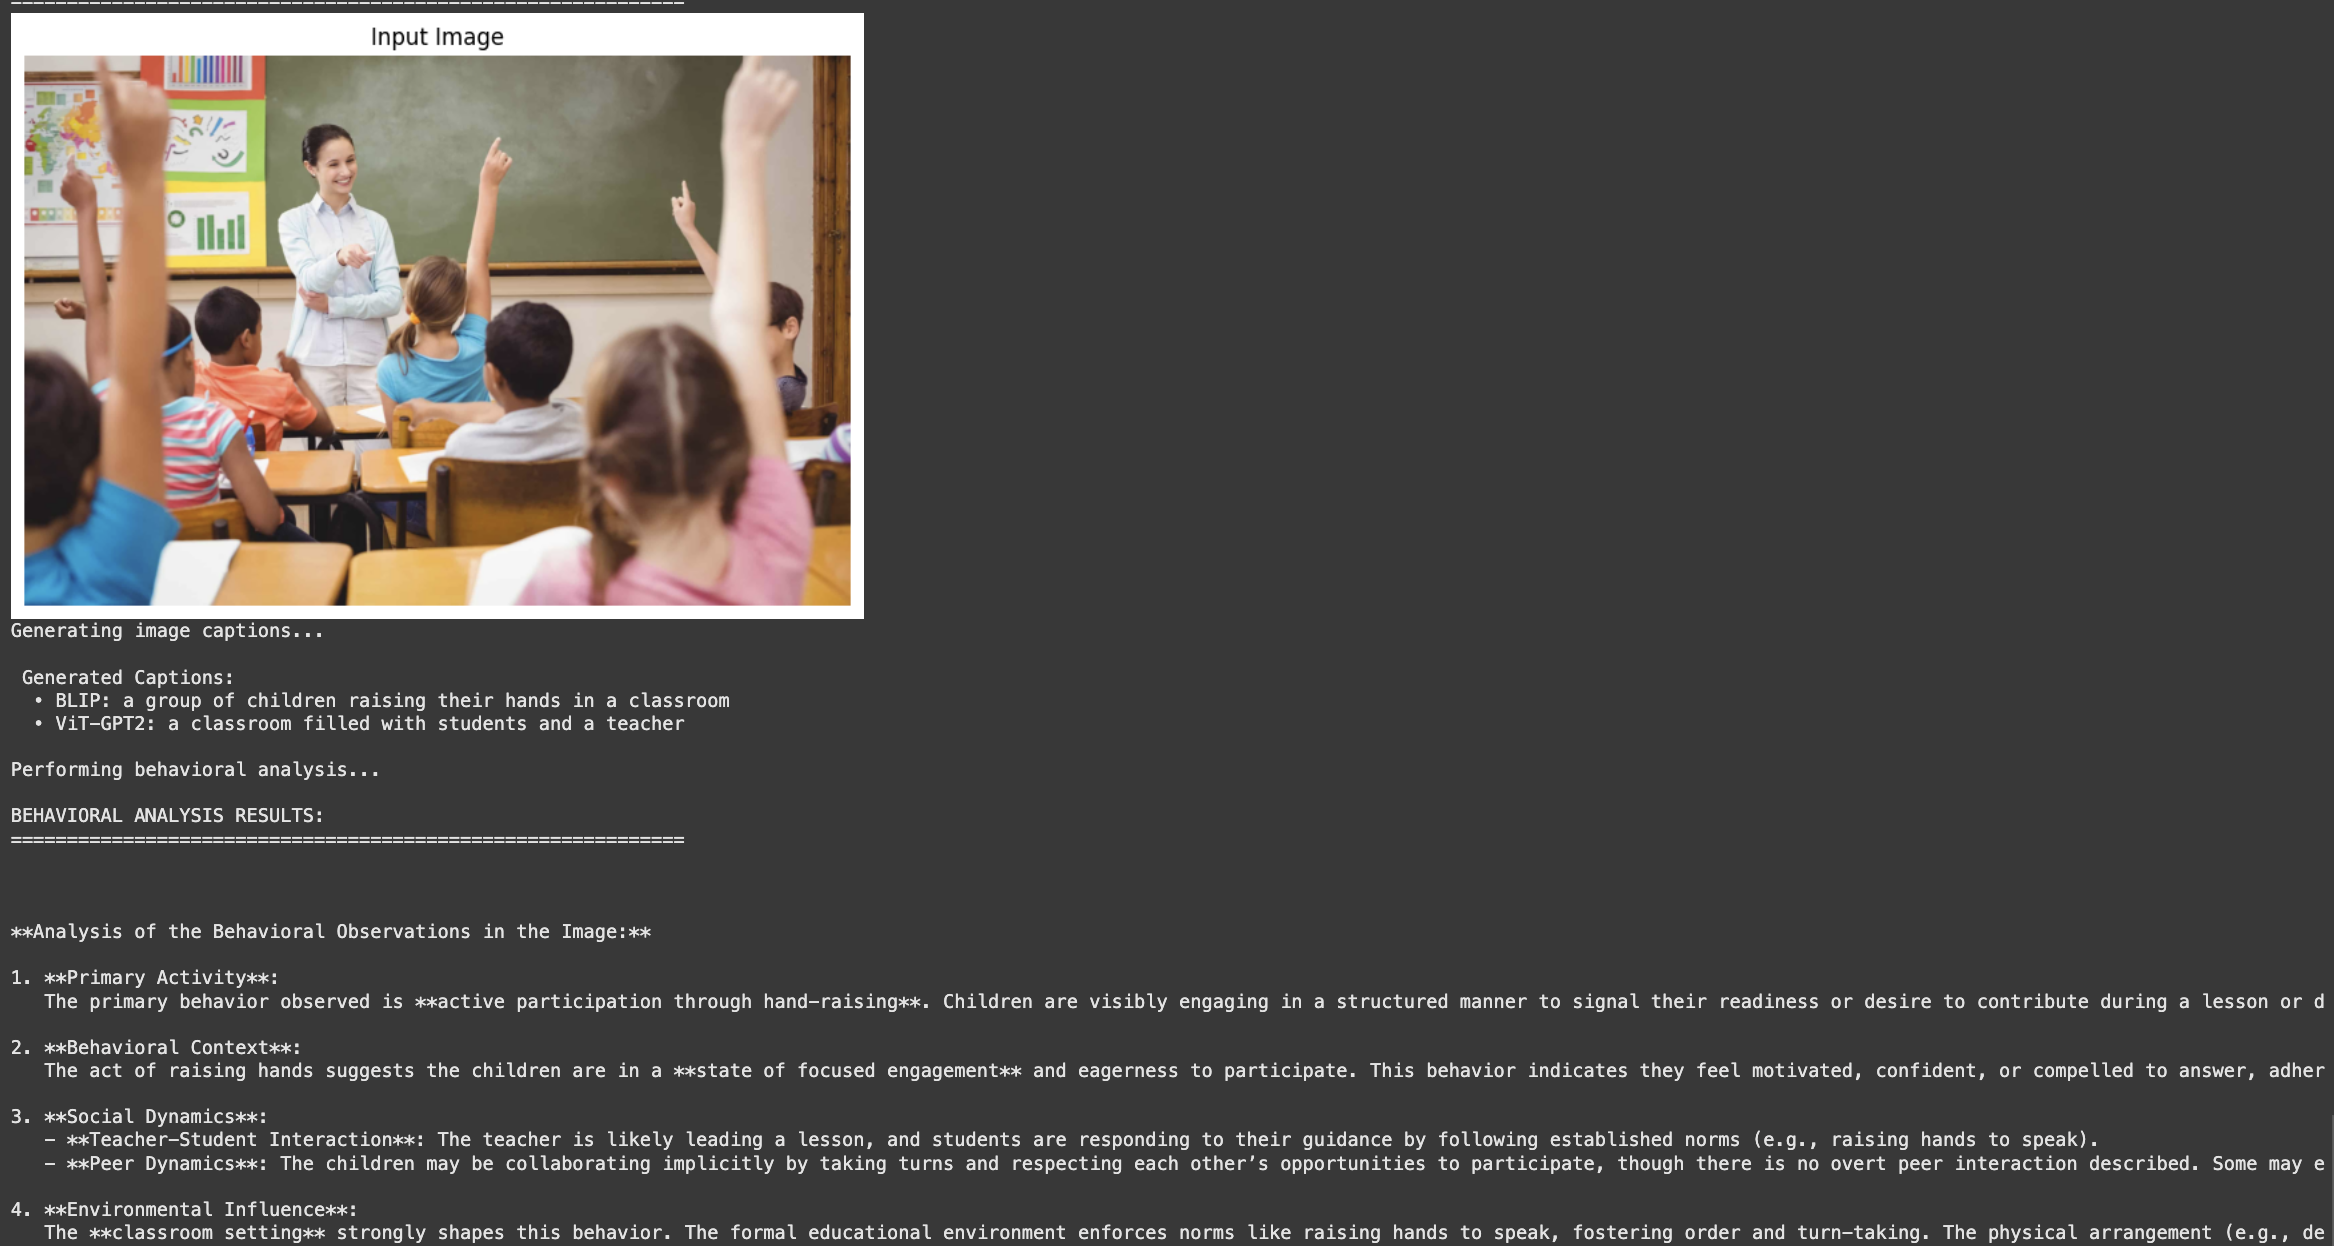 ============================================================
Input Image
Generating image captions...
Generated Captions:
• BLIP: a group of children raising their hands in a classroom
• ViT-GPT2: a classroom filled with students and a teacher
Performing behavioral analysis...
BEHAVIORAL ANALYSIS RESULTS:
============================================================
**Analysis of the Behavioral Observations in the Image:**
1. **Primary Activity**:
The primary behavior observed is **active participation through hand-raising**. Children are visibly engaging in a structured manner to signal their readiness or desire to contribute during a lesson or d
2. **Behavioral Context**:
The act of raising hands suggests the children are in a **state of focused engagement** and eagerness to participate. This behavior indicates they feel motivated, confident, or compelled to answer, adher
3. **Social Dynamics**:
- **Teacher-Student Interaction**: The teacher is likely leading a lesson, and students are responding to their guidance by following established norms (e.g., raising hands to speak).
- **Peer Dynamics**: The children may be collaborating implicitly by taking turns and respecting each other’s opportunities to participate, though there is no overt peer interaction described. Some may e
4. **Environmental Influence**:
The **classroom setting** strongly shapes this behavior. The formal educational environment enforces norms like raising hands to speak, fostering order and turn-taking. The physical arrangement (e.g., de